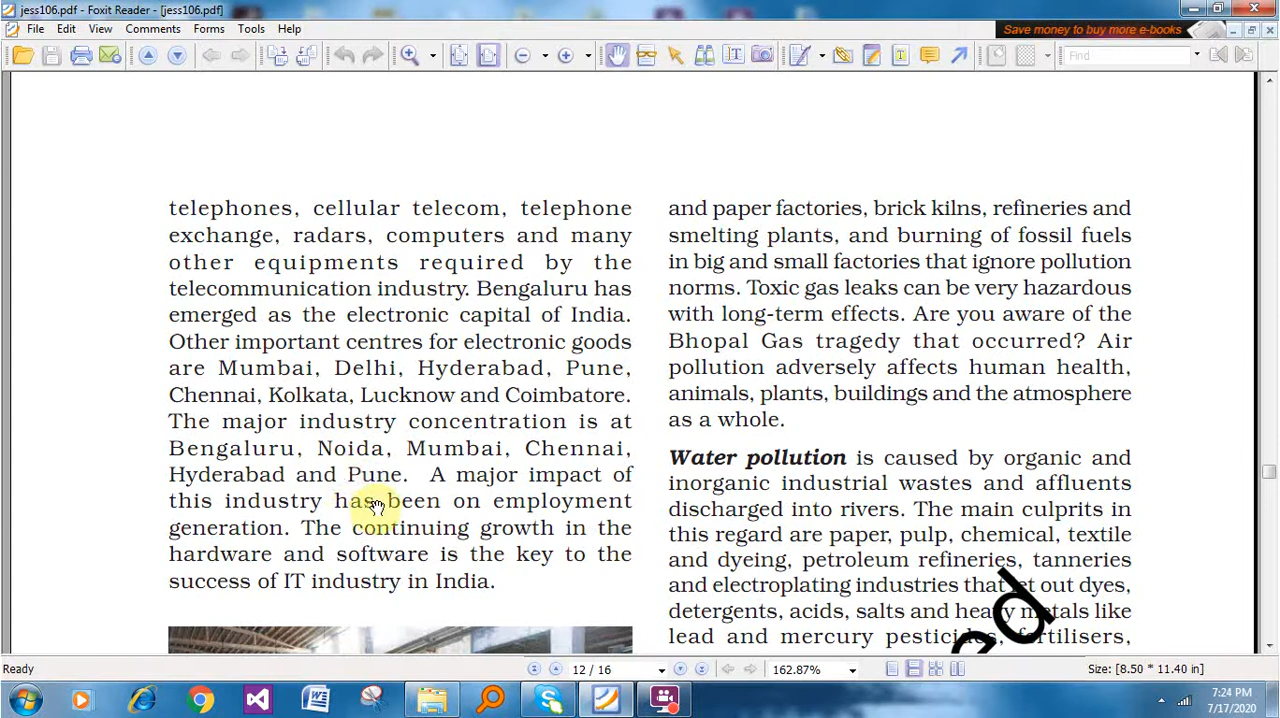 jess106.pdf - Foxit Reader - [jess106.pdf]
File Edit View Comments Forms Tools Help
Save money to buy more e-books
Find
telephones, cellular telecom, telephone
exchange, radars, computers and many
other equipments required by the
telecommunication industry. Bengaluru has
emerged as the electronic capital of India.
Other important centres for electronic goods
are Mumbai, Delhi, Hyderabad, Pune,
Chennai, Kolkata, Lucknow and Coimbatore.
The major industry concentration is at
Bengaluru, Noida, Mumbai, Chennai,
Hyderabad and Pune. A major impact of
this industry has been on employment
generation. The continuing growth in the
hardware and software is the key to the
success of IT industry in India.
and paper factories, brick kilns, refineries and
smelting plants, and burning of fossil fuels
in big and small factories that ignore pollution
norms. Toxic gas leaks can be very hazardous
with long-term effects. Are you aware of the
Bhopal Gas tragedy that occurred? Air
pollution adversely affects human health,
animals, plants, buildings and the atmosphere
as a whole.
Water pollution is caused by organic and
inorganic industrial wastes and affluents
discharged into rivers. The main culprits in
this regard are paper, pulp, chemical, textile
and dyeing, petroleum refineries, tanneries
and electroplating industries that let out dyes,
detergents, acids, salts and heavy metals like
lead and mercury pesticides, fertilisers,
ed
Ready
12 / 16
162.87%
Size: [8.50 * 11.40 in]
7:24 PM
7/17/2020